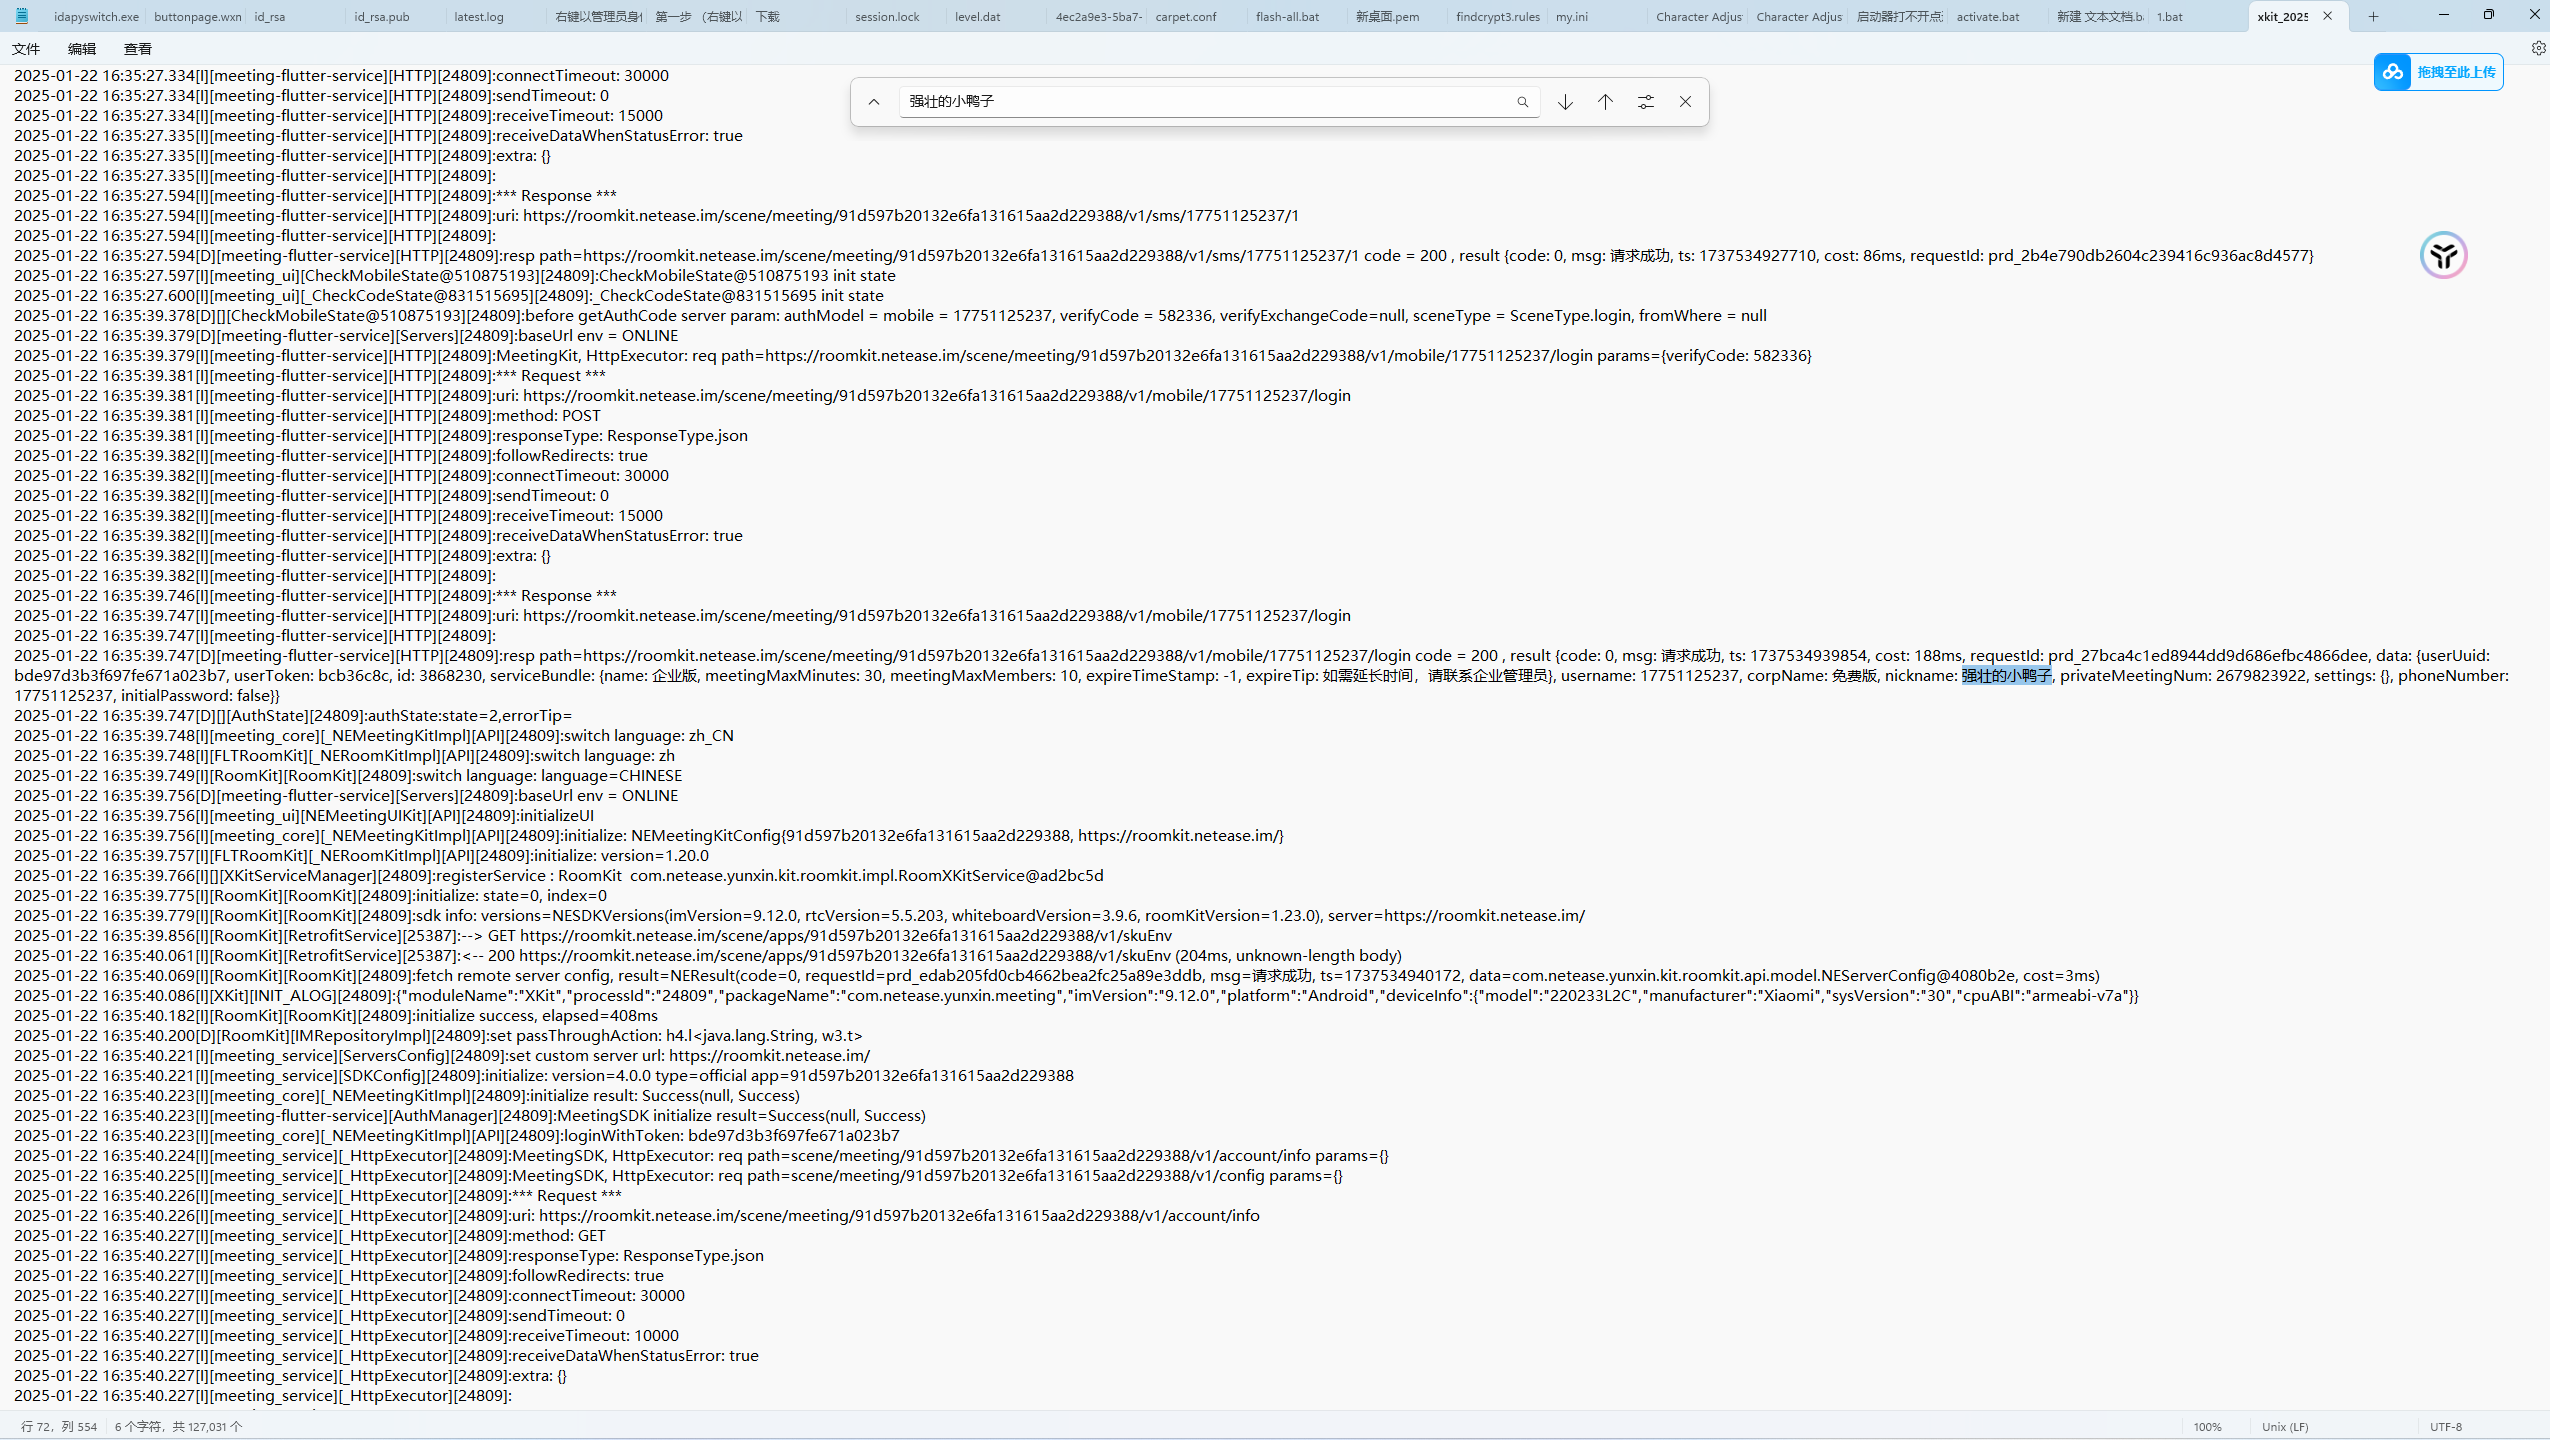 idapyswitch.exe buttonpage.wxn id_rsa id_rsa.pub latest.log 右键以管理员身 第一步 （右键以 下载 session.lock level.dat 4ec2a9e3-5ba7- carpet.conf flash-all.bat 新桌面.pem findcrypt3.rules my.ini Character Adjus Character Adjus 启动器打不开点 activate.bat 新建 文本文档.b 1.bat xkit_2025
文件 编辑 查看
强壮的小鸭子
拖拽至此上传
2025-01-22 16:35:27.334[I][meeting-flutter-service][HTTP][24809]:connectTimeout: 30000
2025-01-22 16:35:27.334[I][meeting-flutter-service][HTTP][24809]:sendTimeout: 0
2025-01-22 16:35:27.334[I][meeting-flutter-service][HTTP][24809]:receiveTimeout: 15000
2025-01-22 16:35:27.335[I][meeting-flutter-service][HTTP][24809]:receiveDataWhenStatusError: true
2025-01-22 16:35:27.335[I][meeting-flutter-service][HTTP][24809]:extra: {}
2025-01-22 16:35:27.335[I][meeting-flutter-service][HTTP][24809]:
2025-01-22 16:35:27.594[I][meeting-flutter-service][HTTP][24809]:*** Response ***
2025-01-22 16:35:27.594[I][meeting-flutter-service][HTTP][24809]:uri: https://roomkit.netease.im/scene/meeting/91d597b20132e6fa131615aa2d229388/v1/sms/17751125237/1
2025-01-22 16:35:27.594[I][meeting-flutter-service][HTTP][24809]:
2025-01-22 16:35:27.594[D][meeting-flutter-service][HTTP][24809]:resp path=https://roomkit.netease.im/scene/meeting/91d597b20132e6fa131615aa2d229388/v1/sms/17751125237/1 code = 200 , result {code: 0, msg: 请求成功, ts: 1737534927710, cost: 86ms, requestId: prd_2b4e790db2604c239416c936ac8d4577}
2025-01-22 16:35:27.597[I][meeting_ui][CheckMobileState@510875193][24809]:CheckMobileState@510875193 init state
2025-01-22 16:35:27.600[I][meeting_ui][_CheckCodeState@831515695][24809]:_CheckCodeState@831515695 init state
2025-01-22 16:35:39.378[D][][CheckMobileState@510875193][24809]:before getAuthCode server param: authModel = mobile = 17751125237, verifyCode = 582336, verifyExchangeCode=null, sceneType = SceneType.login, fromWhere = null
2025-01-22 16:35:39.379[D][meeting-flutter-service][Servers][24809]:baseUrl env = ONLINE
2025-01-22 16:35:39.379[I][meeting-flutter-service][HTTP][24809]:MeetingKit, HttpExecutor: req path=https://roomkit.netease.im/scene/meeting/91d597b20132e6fa131615aa2d229388/v1/mobile/17751125237/login params={verifyCode: 582336}
2025-01-22 16:35:39.381[I][meeting-flutter-service][HTTP][24809]:*** Request ***
2025-01-22 16:35:39.381[I][meeting-flutter-service][HTTP][24809]:uri: https://roomkit.netease.im/scene/meeting/91d597b20132e6fa131615aa2d229388/v1/mobile/17751125237/login
2025-01-22 16:35:39.381[I][meeting-flutter-service][HTTP][24809]:method: POST
2025-01-22 16:35:39.381[I][meeting-flutter-service][HTTP][24809]:responseType: ResponseType.json
2025-01-22 16:35:39.382[I][meeting-flutter-service][HTTP][24809]:followRedirects: true
2025-01-22 16:35:39.382[I][meeting-flutter-service][HTTP][24809]:connectTimeout: 30000
2025-01-22 16:35:39.382[I][meeting-flutter-service][HTTP][24809]:sendTimeout: 0
2025-01-22 16:35:39.382[I][meeting-flutter-service][HTTP][24809]:receiveTimeout: 15000
2025-01-22 16:35:39.382[I][meeting-flutter-service][HTTP][24809]:receiveDataWhenStatusError: true
2025-01-22 16:35:39.382[I][meeting-flutter-service][HTTP][24809]:extra: {}
2025-01-22 16:35:39.382[I][meeting-flutter-service][HTTP][24809]:
2025-01-22 16:35:39.746[I][meeting-flutter-service][HTTP][24809]:*** Response ***
2025-01-22 16:35:39.747[I][meeting-flutter-service][HTTP][24809]:uri: https://roomkit.netease.im/scene/meeting/91d597b20132e6fa131615aa2d229388/v1/mobile/17751125237/login
2025-01-22 16:35:39.747[I][meeting-flutter-service][HTTP][24809]:
2025-01-22 16:35:39.747[D][meeting-flutter-service][HTTP][24809]:resp path=https://roomkit.netease.im/scene/meeting/91d597b20132e6fa131615aa2d229388/v1/mobile/17751125237/login code = 200 , result {code: 0, msg: 请求成功, ts: 1737534939854, cost: 188ms, requestId: prd_27bca4c1ed8944dd9d686efbc4866dee, data: {userUuid:
bde97d3b3f697fe671a023b7, userToken: bcb36c8c, id: 3868230, serviceBundle: {name: 企业版, meetingMaxMinutes: 30, meetingMaxMembers: 10, expireTimeStamp: -1, expireTip: 如需延长时间，请联系企业管理员}, username: 17751125237, corpName: 免费版, nickname: 强壮的小鸭子, privateMeetingNum: 2679823922, settings: {}, phoneNumber:
17751125237, initialPassword: false}}
2025-01-22 16:35:39.747[D][][AuthState][24809]:authState:state=2,errorTip=
2025-01-22 16:35:39.748[I][meeting_core][_NEMeetingKitImpl][API][24809]:switch language: zh_CN
2025-01-22 16:35:39.748[I][FLTRoomKit][_NERoomKitImpl][API][24809]:switch language: zh
2025-01-22 16:35:39.749[I][RoomKit][RoomKit][24809]:switch language: language=CHINESE
2025-01-22 16:35:39.756[D][meeting-flutter-service][Servers][24809]:baseUrl env = ONLINE
2025-01-22 16:35:39.756[I][meeting_ui][NEMeetingUIKit][API][24809]:initializeUI
2025-01-22 16:35:39.756[I][meeting_core][_NEMeetingKitImpl][API][24809]:initialize: NEMeetingKitConfig{91d597b20132e6fa131615aa2d229388, https://roomkit.netease.im/}
2025-01-22 16:35:39.757[I][FLTRoomKit][_NERoomKitImpl][API][24809]:initialize: version=1.20.0
2025-01-22 16:35:39.766[I][][XKitServiceManager][24809]:registerService : RoomKit  com.netease.yunxin.kit.roomkit.impl.RoomXKitService@ad2bc5d
2025-01-22 16:35:39.775[I][RoomKit][RoomKit][24809]:initialize: state=0, index=0
2025-01-22 16:35:39.779[I][RoomKit][RoomKit][24809]:sdk info: versions=NESDKVersions(imVersion=9.12.0, rtcVersion=5.5.203, whiteboardVersion=3.9.6, roomKitVersion=1.23.0), server=https://roomkit.netease.im/
2025-01-22 16:35:39.856[I][RoomKit][RetrofitService][25387]:--> GET https://roomkit.netease.im/scene/apps/91d597b20132e6fa131615aa2d229388/v1/skuEnv
2025-01-22 16:35:40.061[I][RoomKit][RetrofitService][25387]:<-- 200 https://roomkit.netease.im/scene/apps/91d597b20132e6fa131615aa2d229388/v1/skuEnv (204ms, unknown-length body)
2025-01-22 16:35:40.069[I][RoomKit][RoomKit][24809]:fetch remote server config, result=NEResult(code=0, requestId=prd_edab205fd0cb4662bea2fc25a89e3ddb, msg=请求成功, ts=1737534940172, data=com.netease.yunxin.kit.roomkit.api.model.NEServerConfig@4080b2e, cost=3ms)
2025-01-22 16:35:40.086[I][XKit][INIT_ALOG][24809]:{"moduleName":"XKit","processId":"24809","packageName":"com.netease.yunxin.meeting","imVersion":"9.12.0","platform":"Android","deviceInfo":{"model":"220233L2C","manufacturer":"Xiaomi","sysVersion":"30","cpuABI":"armeabi-v7a"}}
2025-01-22 16:35:40.182[I][RoomKit][RoomKit][24809]:initialize success, elapsed=408ms
2025-01-22 16:35:40.200[D][RoomKit][IMRepositoryImpl][24809]:set passThroughAction: h4.l<java.lang.String, w3.t>
2025-01-22 16:35:40.221[I][meeting_service][ServersConfig][24809]:set custom server url: https://roomkit.netease.im/
2025-01-22 16:35:40.221[I][meeting_service][SDKConfig][24809]:initialize: version=4.0.0 type=official app=91d597b20132e6fa131615aa2d229388
2025-01-22 16:35:40.223[I][meeting_core][_NEMeetingKitImpl][24809]:initialize result: Success(null, Success)
2025-01-22 16:35:40.223[I][meeting-flutter-service][AuthManager][24809]:MeetingSDK initialize result=Success(null, Success)
2025-01-22 16:35:40.223[I][meeting_core][_NEMeetingKitImpl][API][24809]:loginWithToken: bde97d3b3f697fe671a023b7
2025-01-22 16:35:40.224[I][meeting_service][_HttpExecutor][24809]:MeetingSDK, HttpExecutor: req path=scene/meeting/91d597b20132e6fa131615aa2d229388/v1/account/info params={}
2025-01-22 16:35:40.225[I][meeting_service][_HttpExecutor][24809]:MeetingSDK, HttpExecutor: req path=scene/meeting/91d597b20132e6fa131615aa2d229388/v1/config params={}
2025-01-22 16:35:40.226[I][meeting_service][_HttpExecutor][24809]:*** Request ***
2025-01-22 16:35:40.226[I][meeting_service][_HttpExecutor][24809]:uri: https://roomkit.netease.im/scene/meeting/91d597b20132e6fa131615aa2d229388/v1/account/info
2025-01-22 16:35:40.227[I][meeting_service][_HttpExecutor][24809]:method: GET
2025-01-22 16:35:40.227[I][meeting_service][_HttpExecutor][24809]:responseType: ResponseType.json
2025-01-22 16:35:40.227[I][meeting_service][_HttpExecutor][24809]:followRedirects: true
2025-01-22 16:35:40.227[I][meeting_service][_HttpExecutor][24809]:connectTimeout: 30000
2025-01-22 16:35:40.227[I][meeting_service][_HttpExecutor][24809]:sendTimeout: 0
2025-01-22 16:35:40.227[I][meeting_service][_HttpExecutor][24809]:receiveTimeout: 10000
2025-01-22 16:35:40.227[I][meeting_service][_HttpExecutor][24809]:receiveDataWhenStatusError: true
2025-01-22 16:35:40.227[I][meeting_service][_HttpExecutor][24809]:extra: {}
2025-01-22 16:35:40.227[I][meeting_service][_HttpExecutor][24809]:
行 72，列 554 6 个字符，共 127,031 个 100% Unix (LF) UTF-8